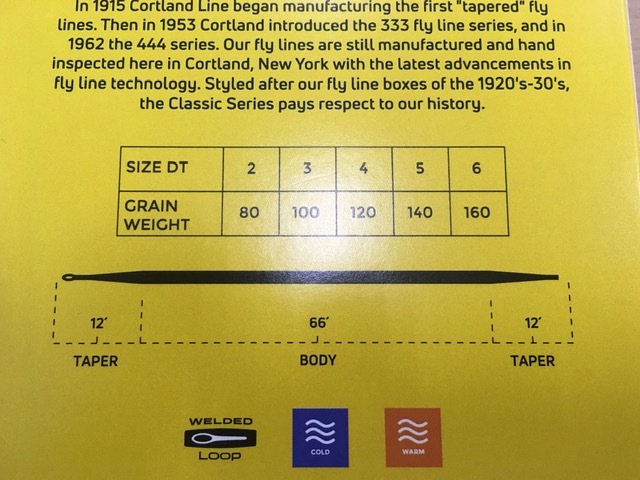 In 1915 Cortland Line began manufacturing the first "tapered" fly
lines. Then in 1953 Cortland introduced the 333 fly line series, and in
1962 the 444 series. Our fly lines are still manufactured and hand
inspected here in Cortland, New York with the latest advancements in
fly line technology. Styled after our fly line boxes of the 1920's-30's,
the Classic Series pays respect to our history.
SIZE DT 2 3 4 5 6
GRAIN
WEIGHT 80 100 120 140 160
12´ 66´ 12´
TAPER BODY TAPER
WELDED
LOOP
COLD WARM